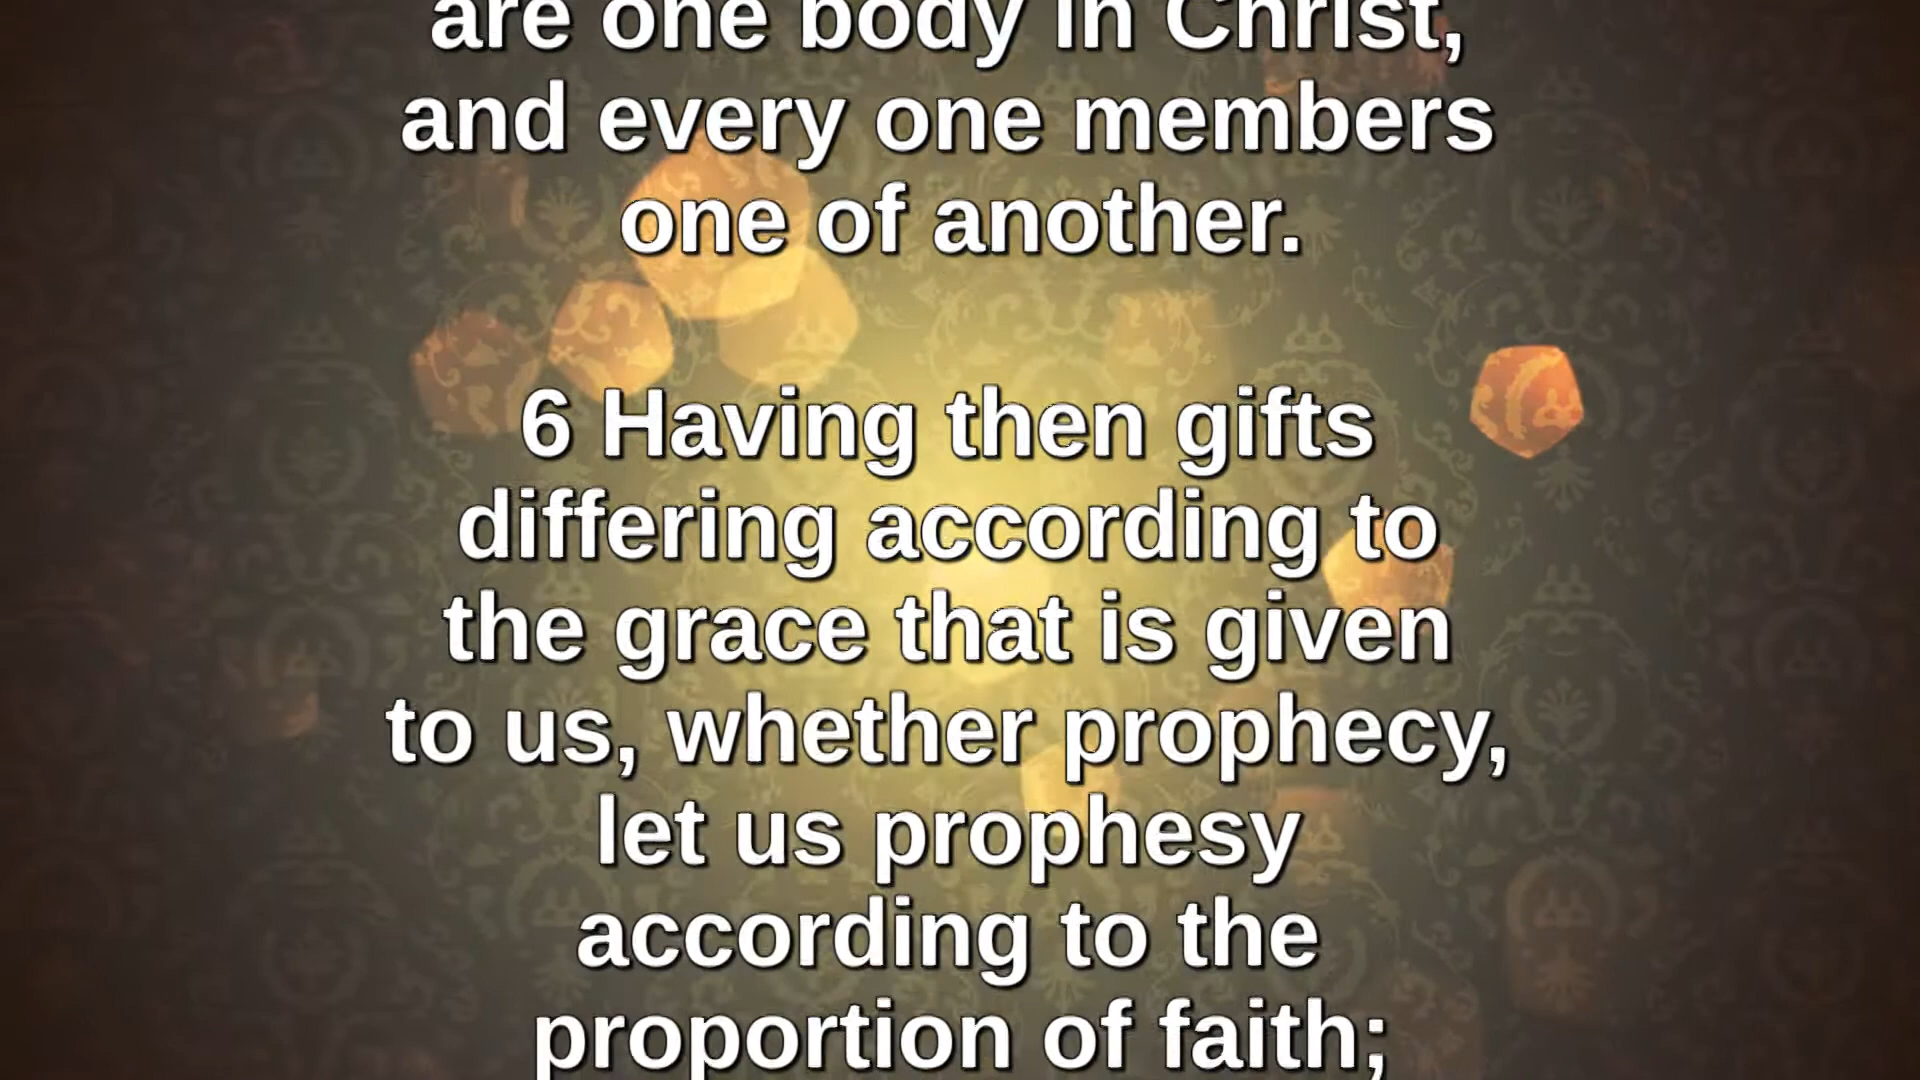 are one body in Christ,
and every one members
one of another.
6 Having then gifts
differing according to
the grace that is given
to us, whether prophecy,
let us prophesy
according to the
proportion of faith;